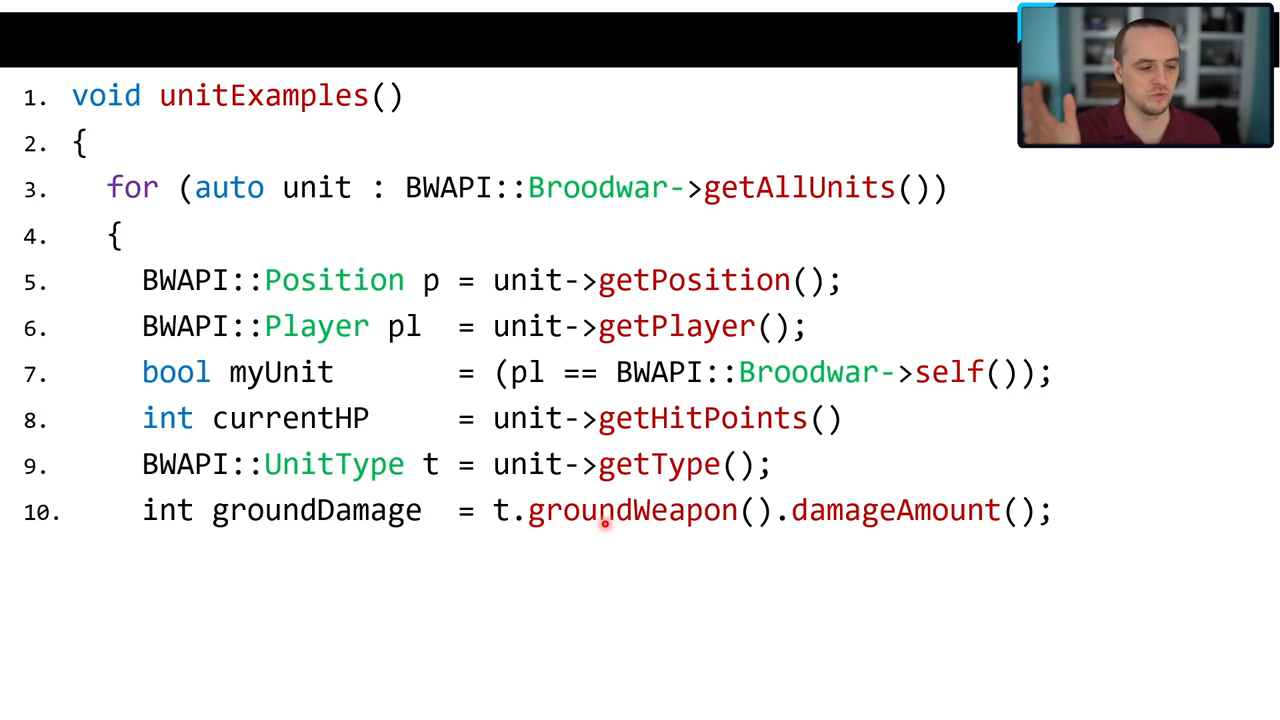 1. void unitExamples()
2. {
3. for (auto unit : BWAPI::Broodwar->getAllUnits())
4. {
5. BWAPI::Position p = unit->getPosition();
6. BWAPI::Player pl = unit->getPlayer();
7. bool myUnit = (pl == BWAPI::Broodwar->self());
8. int currentHP = unit->getHitPoints()
9. BWAPI::UnitType t = unit->getType();
10. int groundDamage = t.groundWeapon().damageAmount();